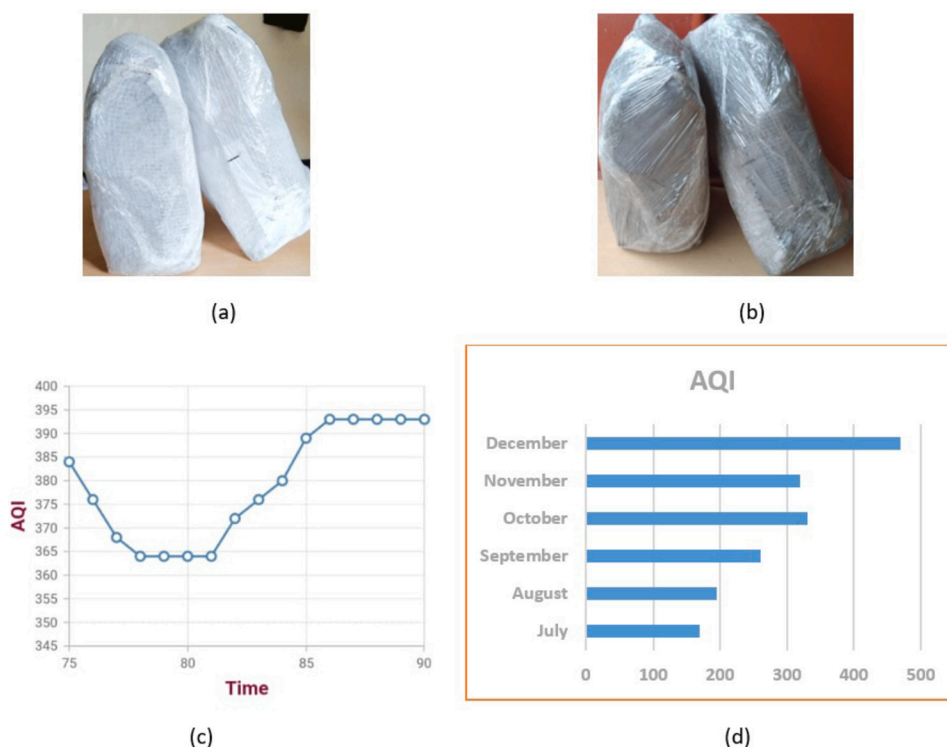 (a)
(b)
400
395
390
385
380
375
370
365
360
355
350
345
AQI
75
80
85
90
Time
(c)
AQI
December
November
October
September
August
July
0 100 200 300 400 500
(d)